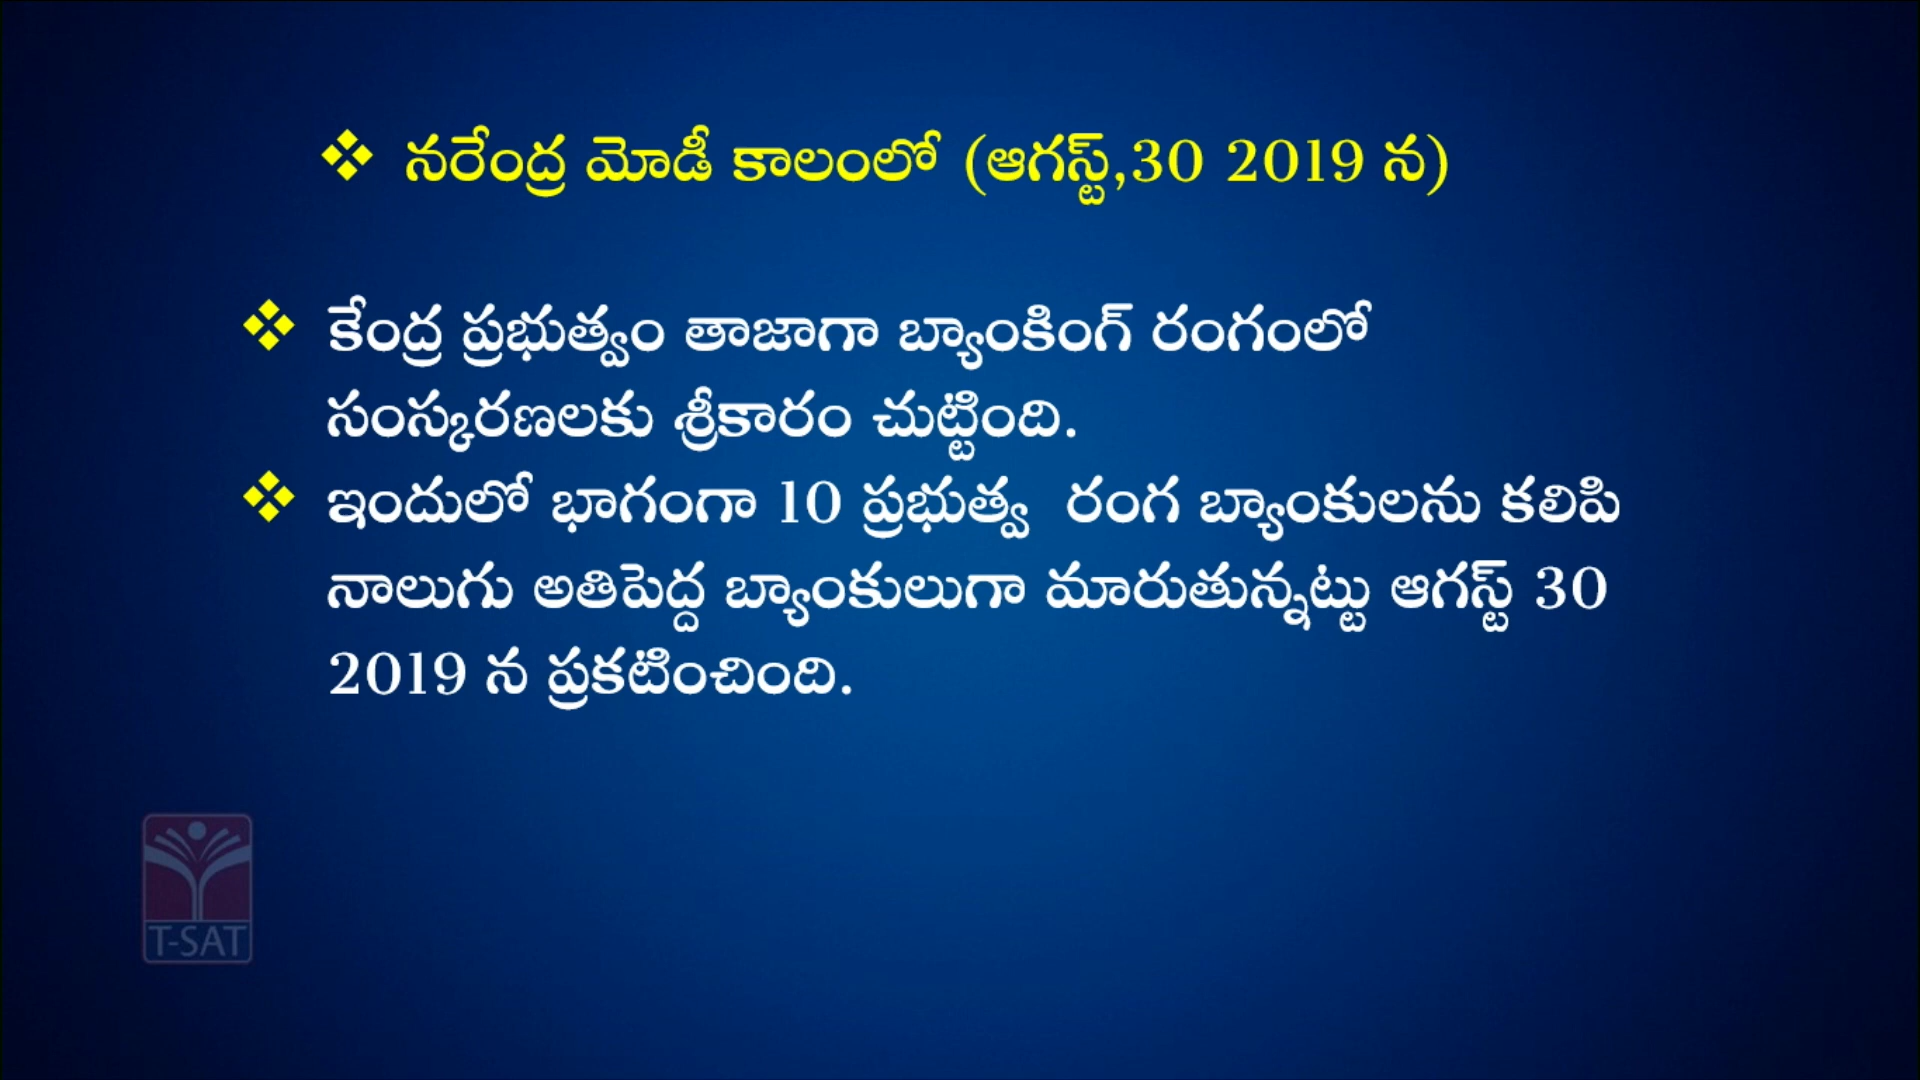 ❖ నరేంద్ర మోడీ కాలంలో (ఆగస్ట్,30 2019 న)
❖ కేంద్ర ప్రభుత్వం తాజాగా బ్యాంకింగ్ రంగంలో
సంస్కరణలకు శ్రీకారం చుట్టింది.
❖ ఇందులో భాగంగా 10 ప్రభుత్వ రంగ బ్యాంకులను కలిపి
నాలుగు అతిపెద్ద బ్యాంకులుగా మారుతున్నట్టు ఆగస్ట్ 30
2019 న ప్రకటించింది.
T-SAT